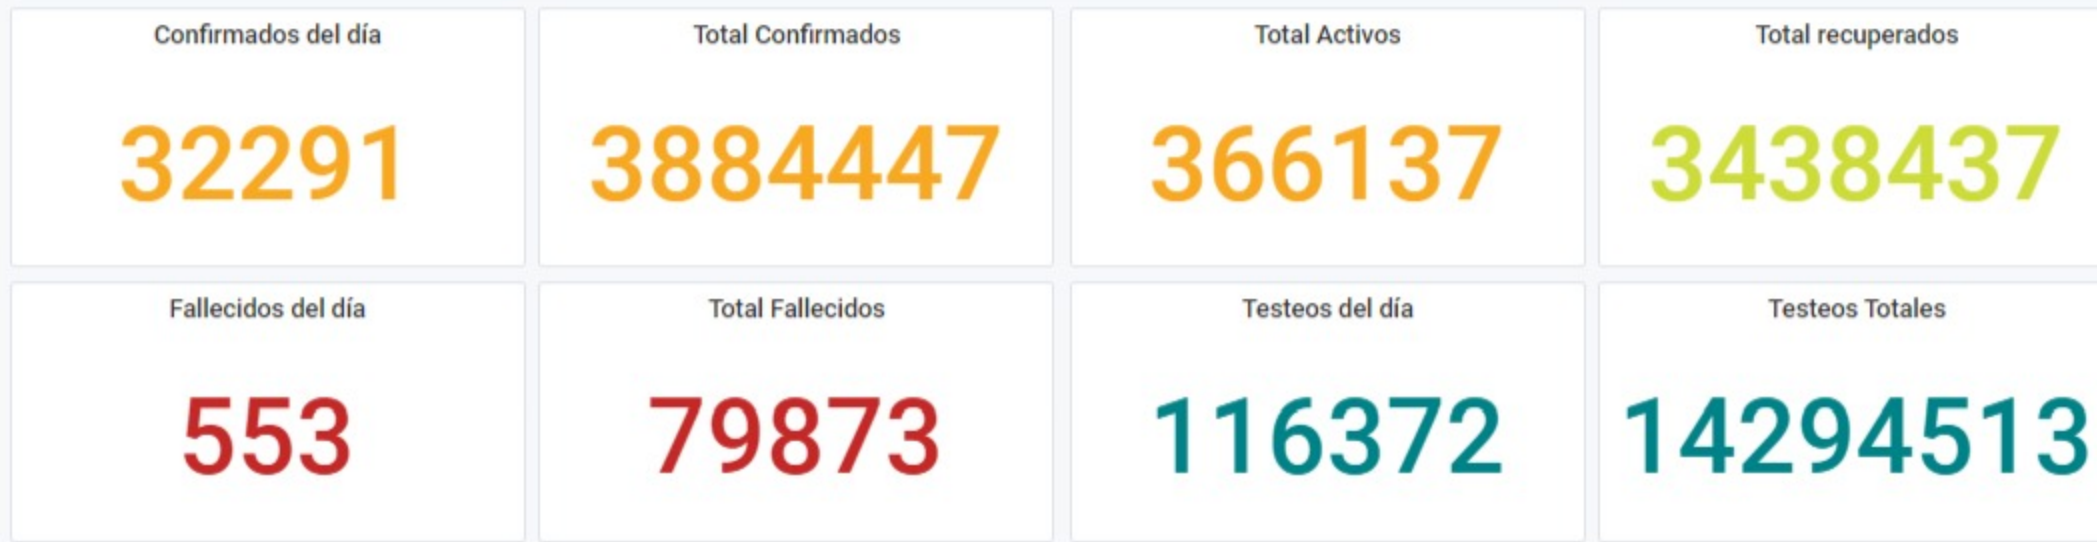 Confirmados del día
32291
Total Confirmados
3884447
Total Activos
366137
Total recuperados
3438437
Fallecidos del día
553
Total Fallecidos
79873
Testeos del día
116372
Testeos Totales
14294513